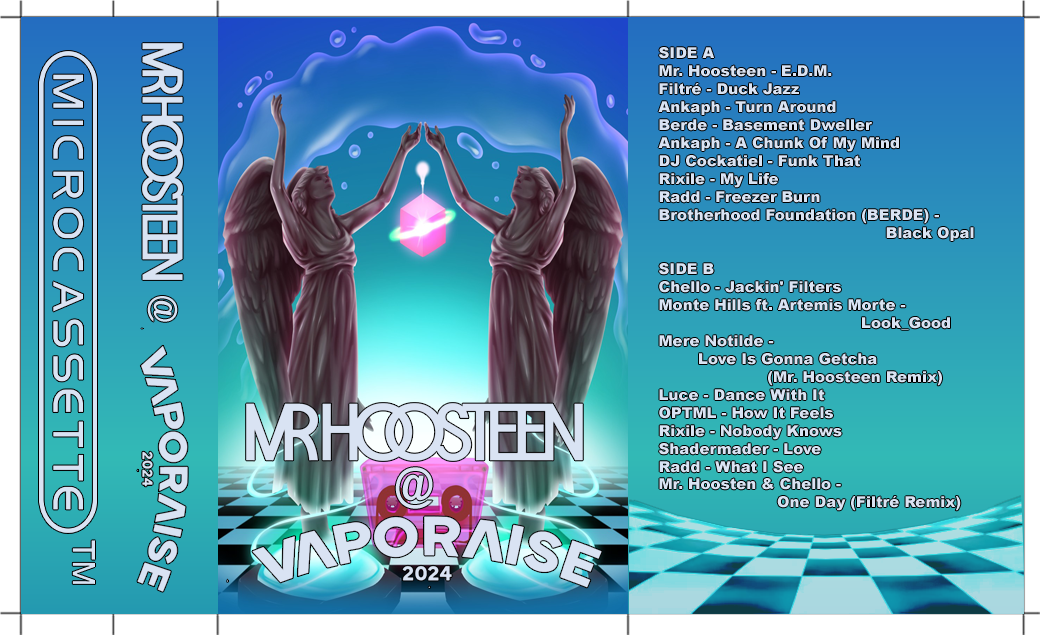 MICROCASSETTE TM
MRHOOSTEEN @ VAPORAISE
2024
MRHOOSTEEN
@
VAPORAISE
2024
SIDE A
Mr. Hoosteen - E.D.M.
Filtré - Duck Jazz
Ankaph - Turn Around
Berde - Basement Dweller
Ankaph - A Chunk Of My Mind
DJ Cockatiel - Funk That
Rixile - My Life
Radd - Freezer Burn
Brotherhood Foundation (BERDE) -
Black Opal
SIDE B
Chello - Jackin' Filters
Monte Hills ft. Artemis Morte -
Look_Good
Mere Notilde -
Love Is Gonna Getcha
(Mr. Hoosteen Remix)
Luce - Dance With It
OPTML - How It Feels
Rixile - Nobody Knows
Shadermader - Love
Radd - What I See
Mr. Hoosten & Chello -
One Day (Filtré Remix)